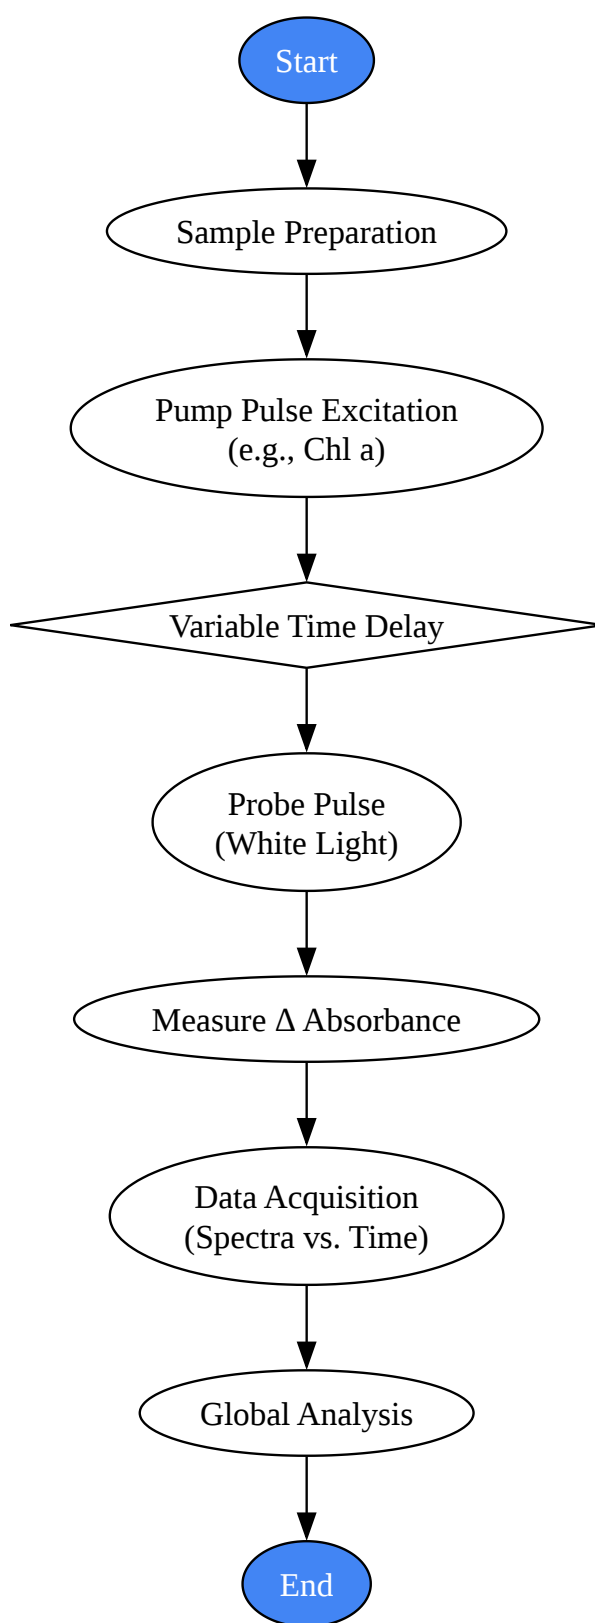 Start
Sample Preparation
Pump Pulse Excitation
(e.g., Chl a)
Variable Time Delay
Probe Pulse
(White Light)
Measure Δ Absorbance
Data Acquisition
(Spectra vs. Time)
Global Analysis
End